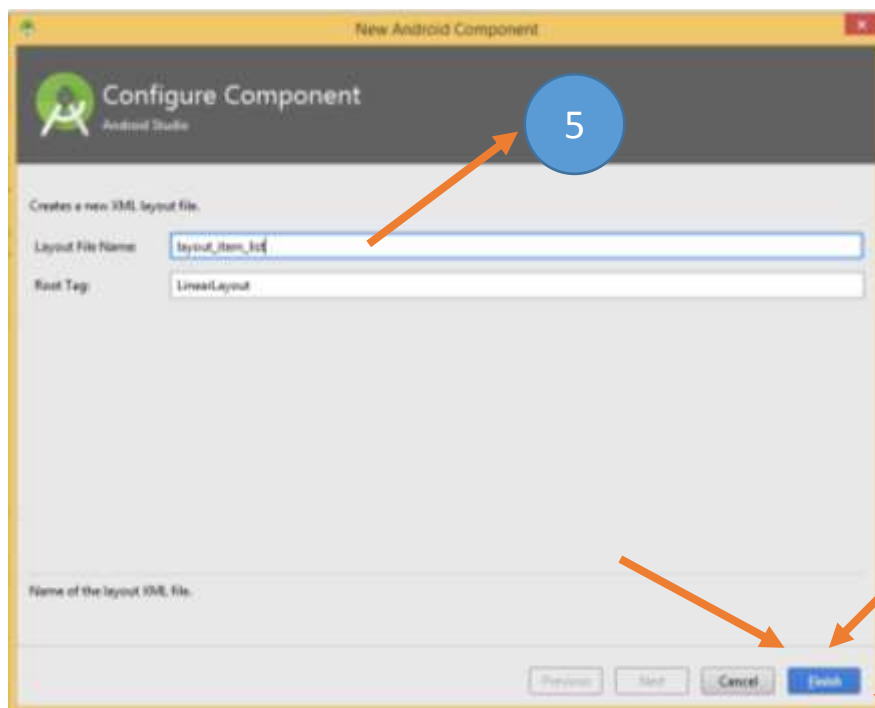 New Android Component
Configure Component
Android Studio
5
Creates a new XML layout file.
Layout File Name:
layout_item_list
Root Tag:
LinearLayout
Name of the layout XML file.
Previous
Next
Cancel
Finish